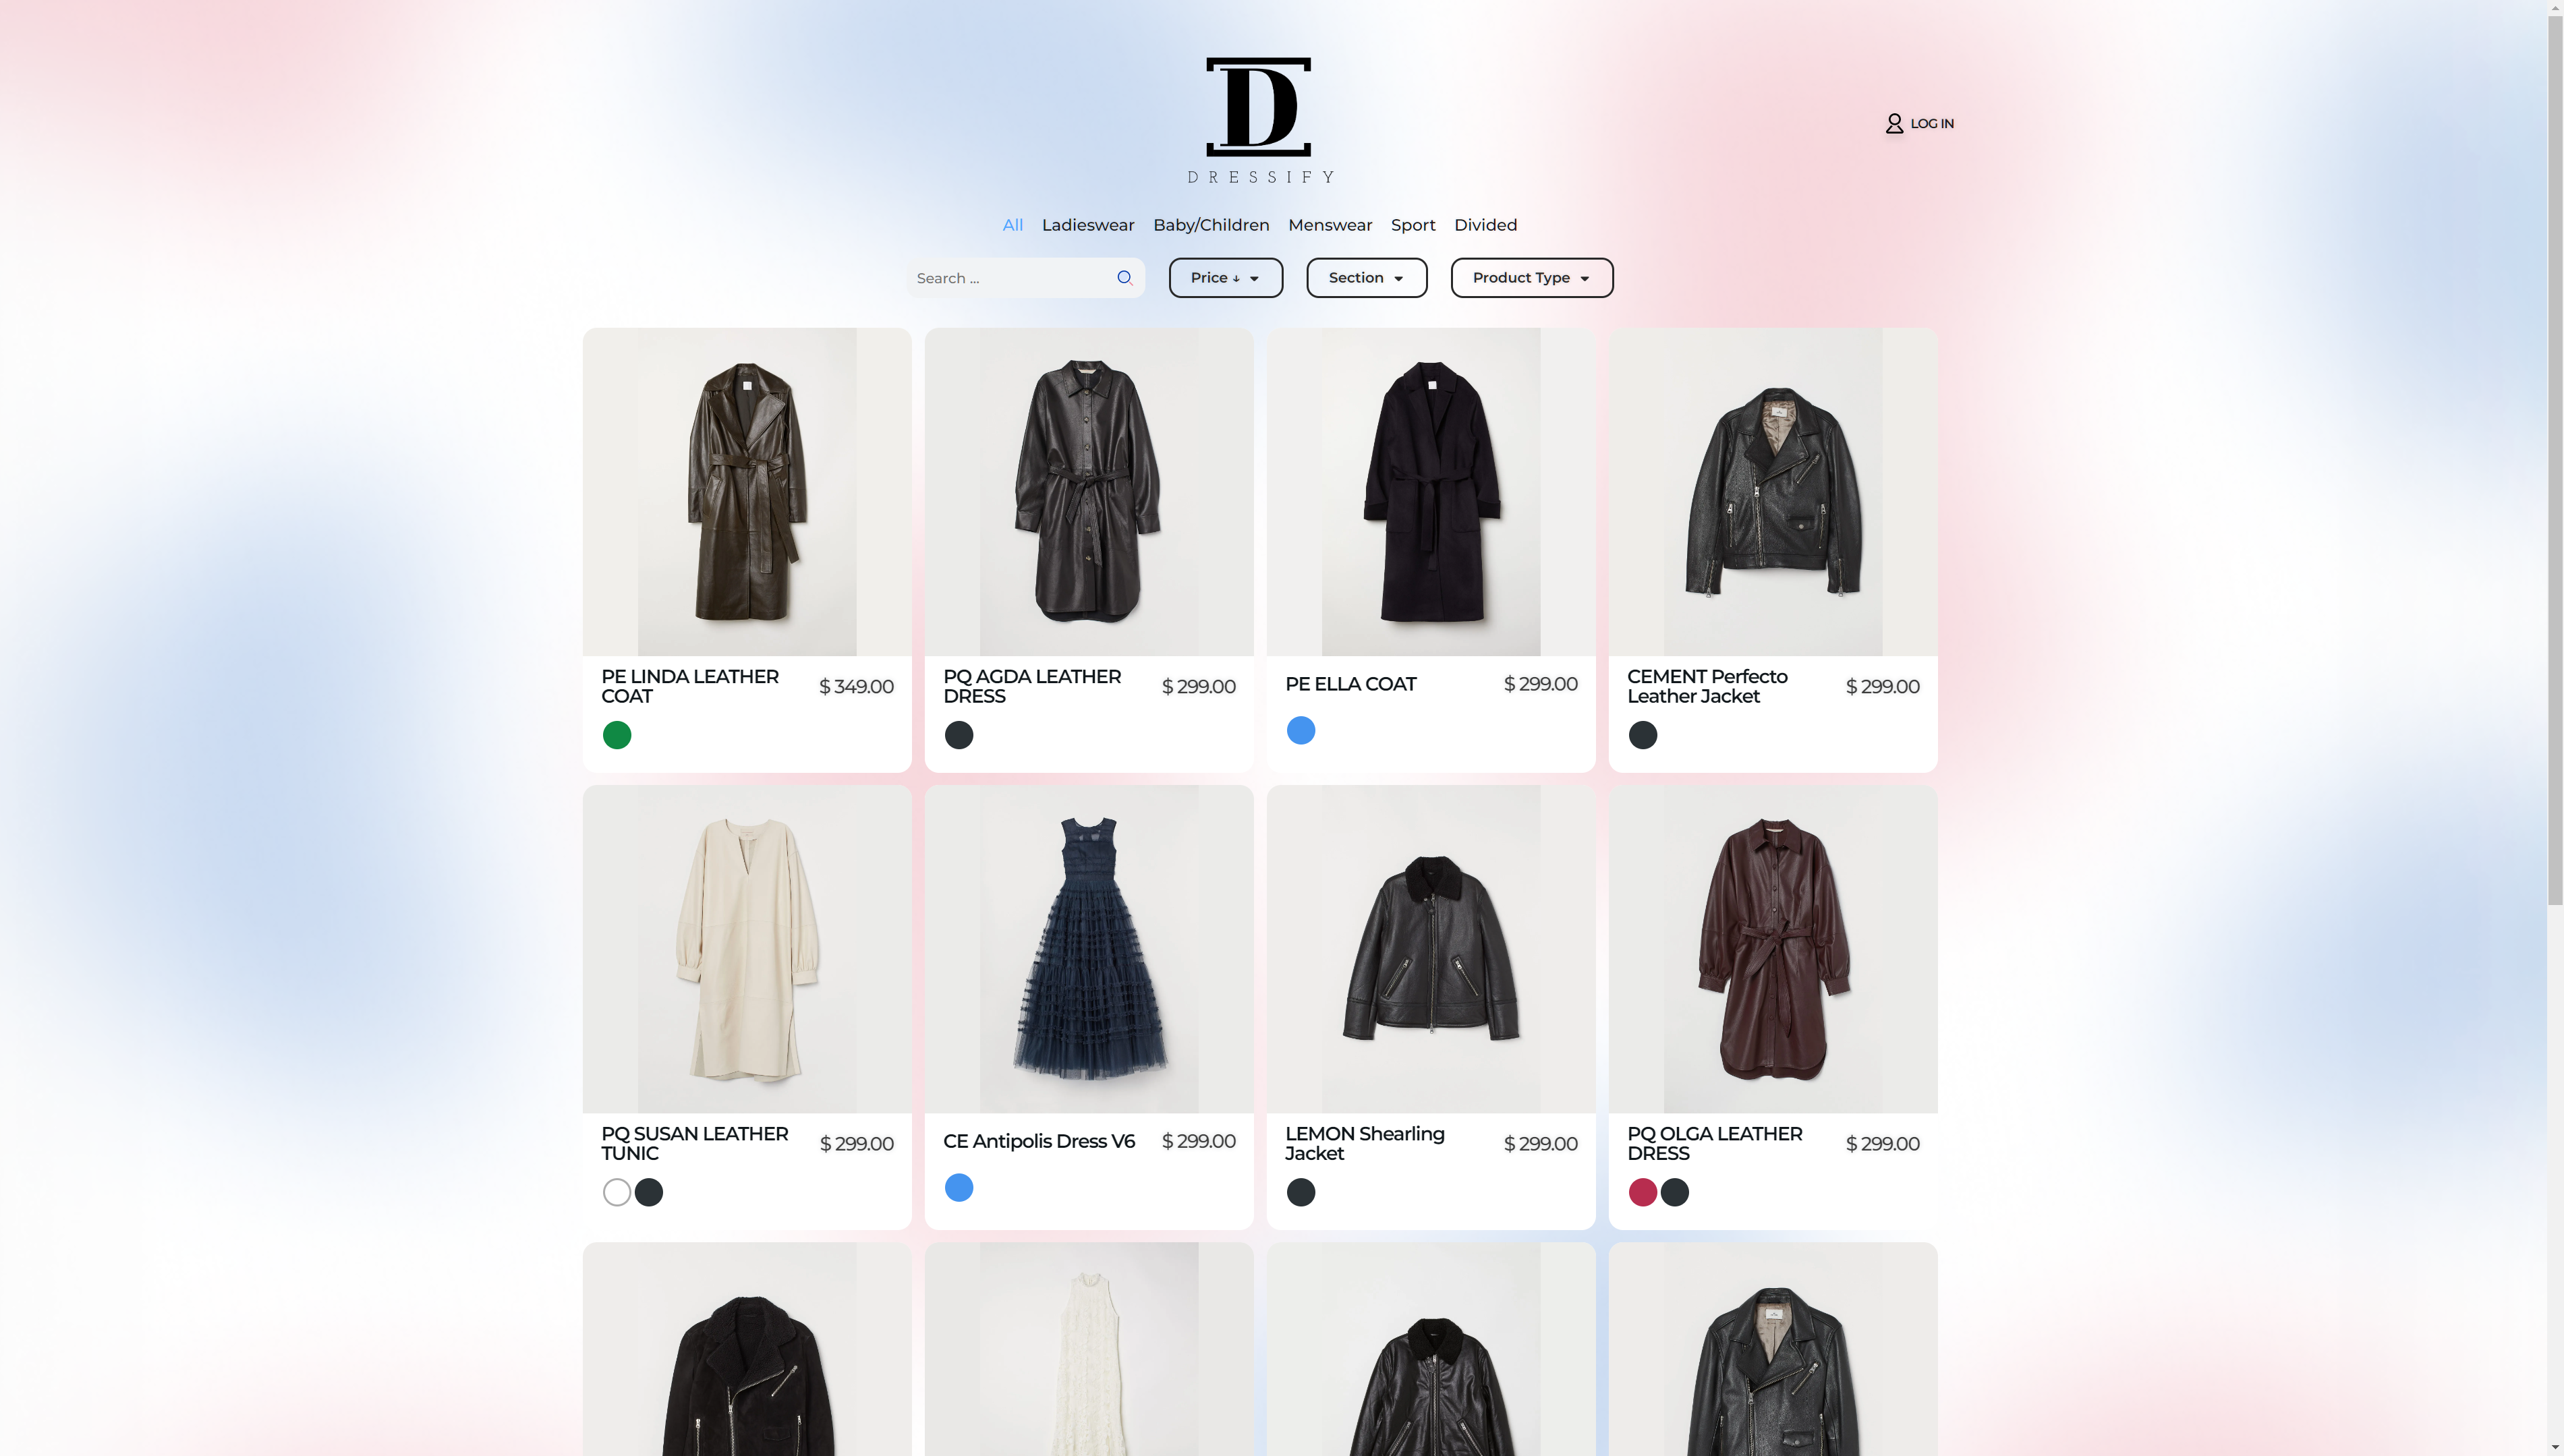 D
DRESSIFY
LOG IN
All Ladieswear Baby/Children Menswear Sport Divided
Search ...
Price ↓
Section
Product Type
PE LINDA LEATHER
COAT
$ 349.00
PQ AGDA LEATHER
DRESS
$ 299.00
PE ELLA COAT
$ 299.00
CEMENT Perfecto
Leather Jacket
$ 299.00
PQ SUSAN LEATHER
TUNIC
$ 299.00
CE Antipolis Dress V6
$ 299.00
LEMON Shearling
Jacket
$ 299.00
PQ OLGA LEATHER
DRESS
$ 299.00